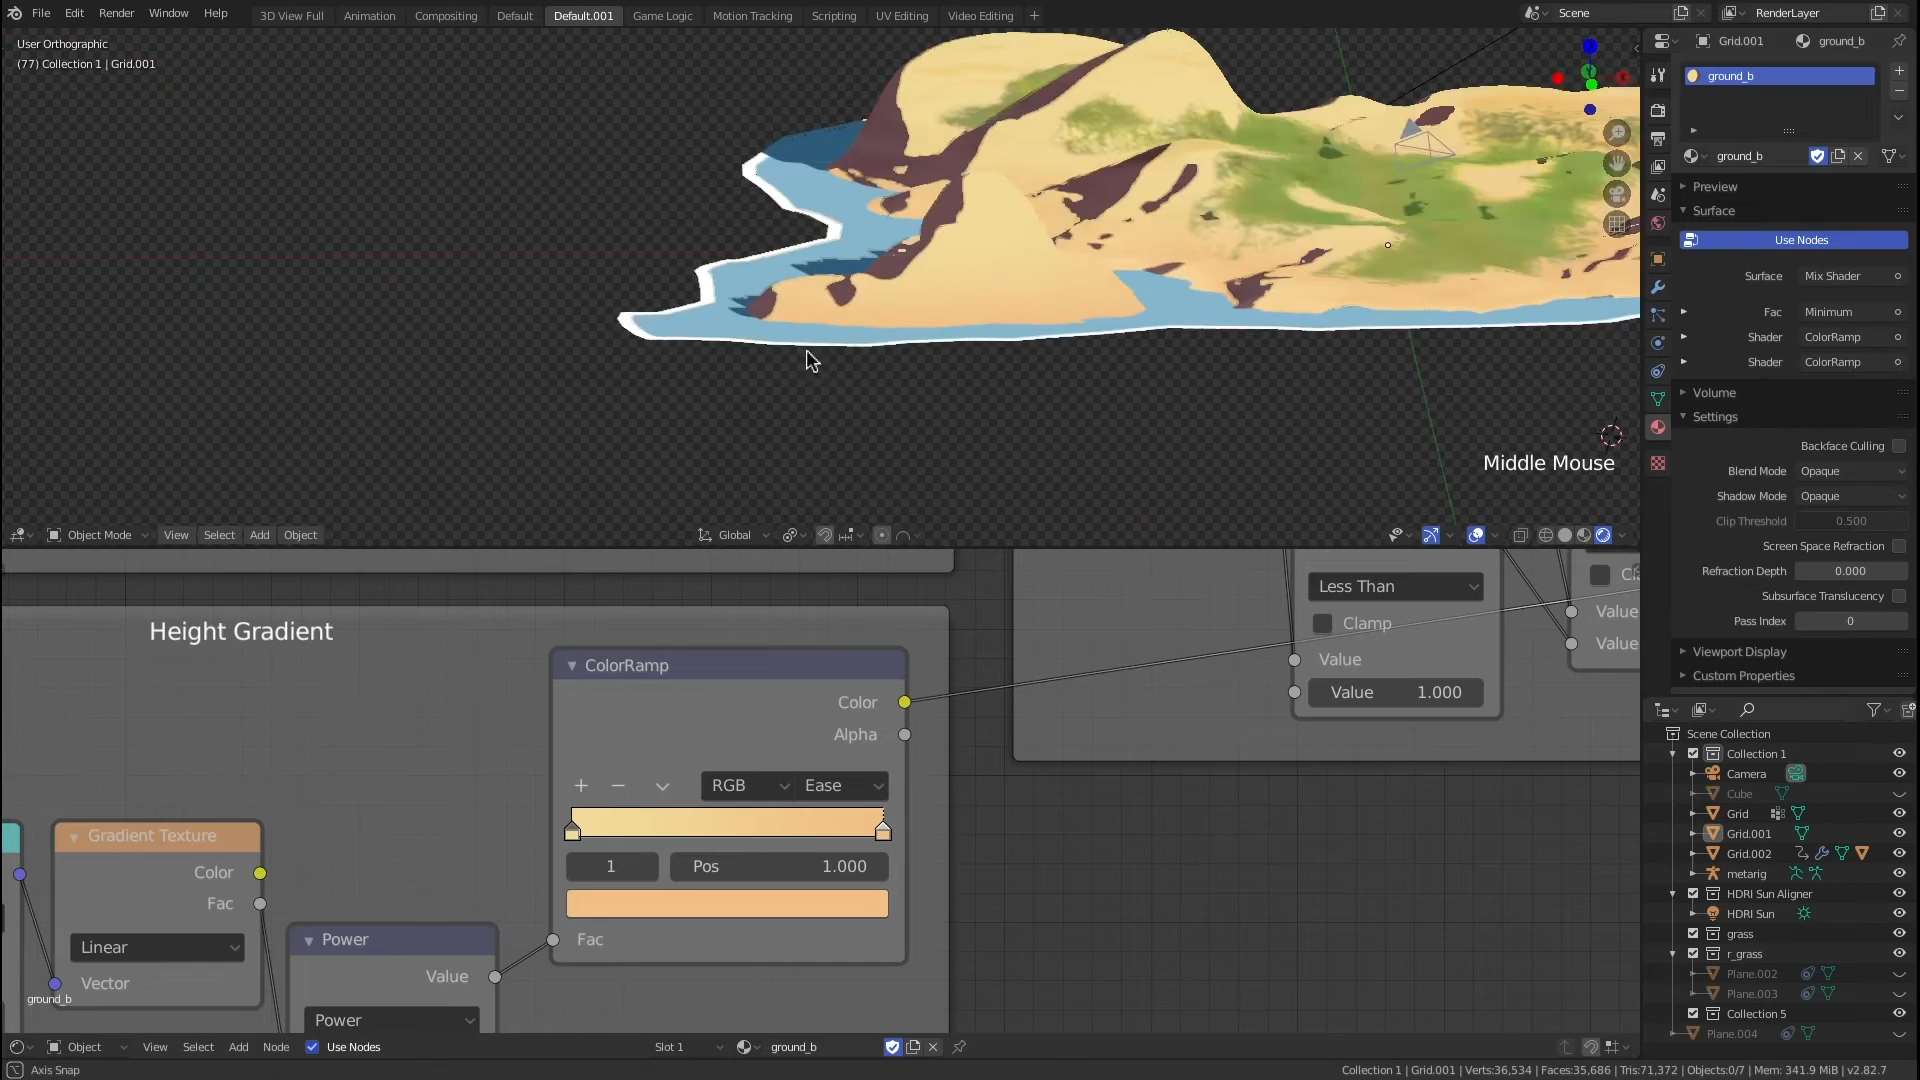 File Edit Render Window Help 3D View Full Animation Compositing Default Default.001 Game Logic Motion Tracking Scripting UV Editing Video Editing + Scene RenderLayer
User Orthographic
(77) Collection 1 | Grid.001
Grid.001 ground_b
ground_b
ground_b
Preview
Surface
Use Nodes
Surface Mix Shader
Fac Minimum
Shader ColorRamp
Shader ColorRamp
Volume
Settings
Backface Culling
Blend Mode Opaque
Shadow Mode Opaque
Clip Threshold 0.500
Screen Space Refraction
Refraction Depth 0.000
Subsurface Translucency
Pass Index 0
Viewport Display
Custom Properties
Middle Mouse
Object Mode View Select Add Object Global
Height Gradient
ColorRamp
Color
Alpha
RGB Ease
1 Pos 1.000
Fac
Gradient Texture
Color
Fac
Linear
Vector
ground_b
Power
Value
Power
Less Than
Clamp
Value
Value 1.000
Value
Value
Scene Collection
Collection 1
Camera
Cube
Grid
Grid.001
Grid.002
metarig
HDRI Sun Aligner
HDRI Sun
grass
r_grass
Plane.002
Plane.003
Collection 5
Plane.004
Object View Select Add Node Use Nodes Slot 1 ground_b
Axis Snap
Collection 1 | Grid.001 | Verts:36,534 | Faces:35,686 | Tris:71,372 | Objects:0/7 | Mem: 341.9 MiB | v2.82.7